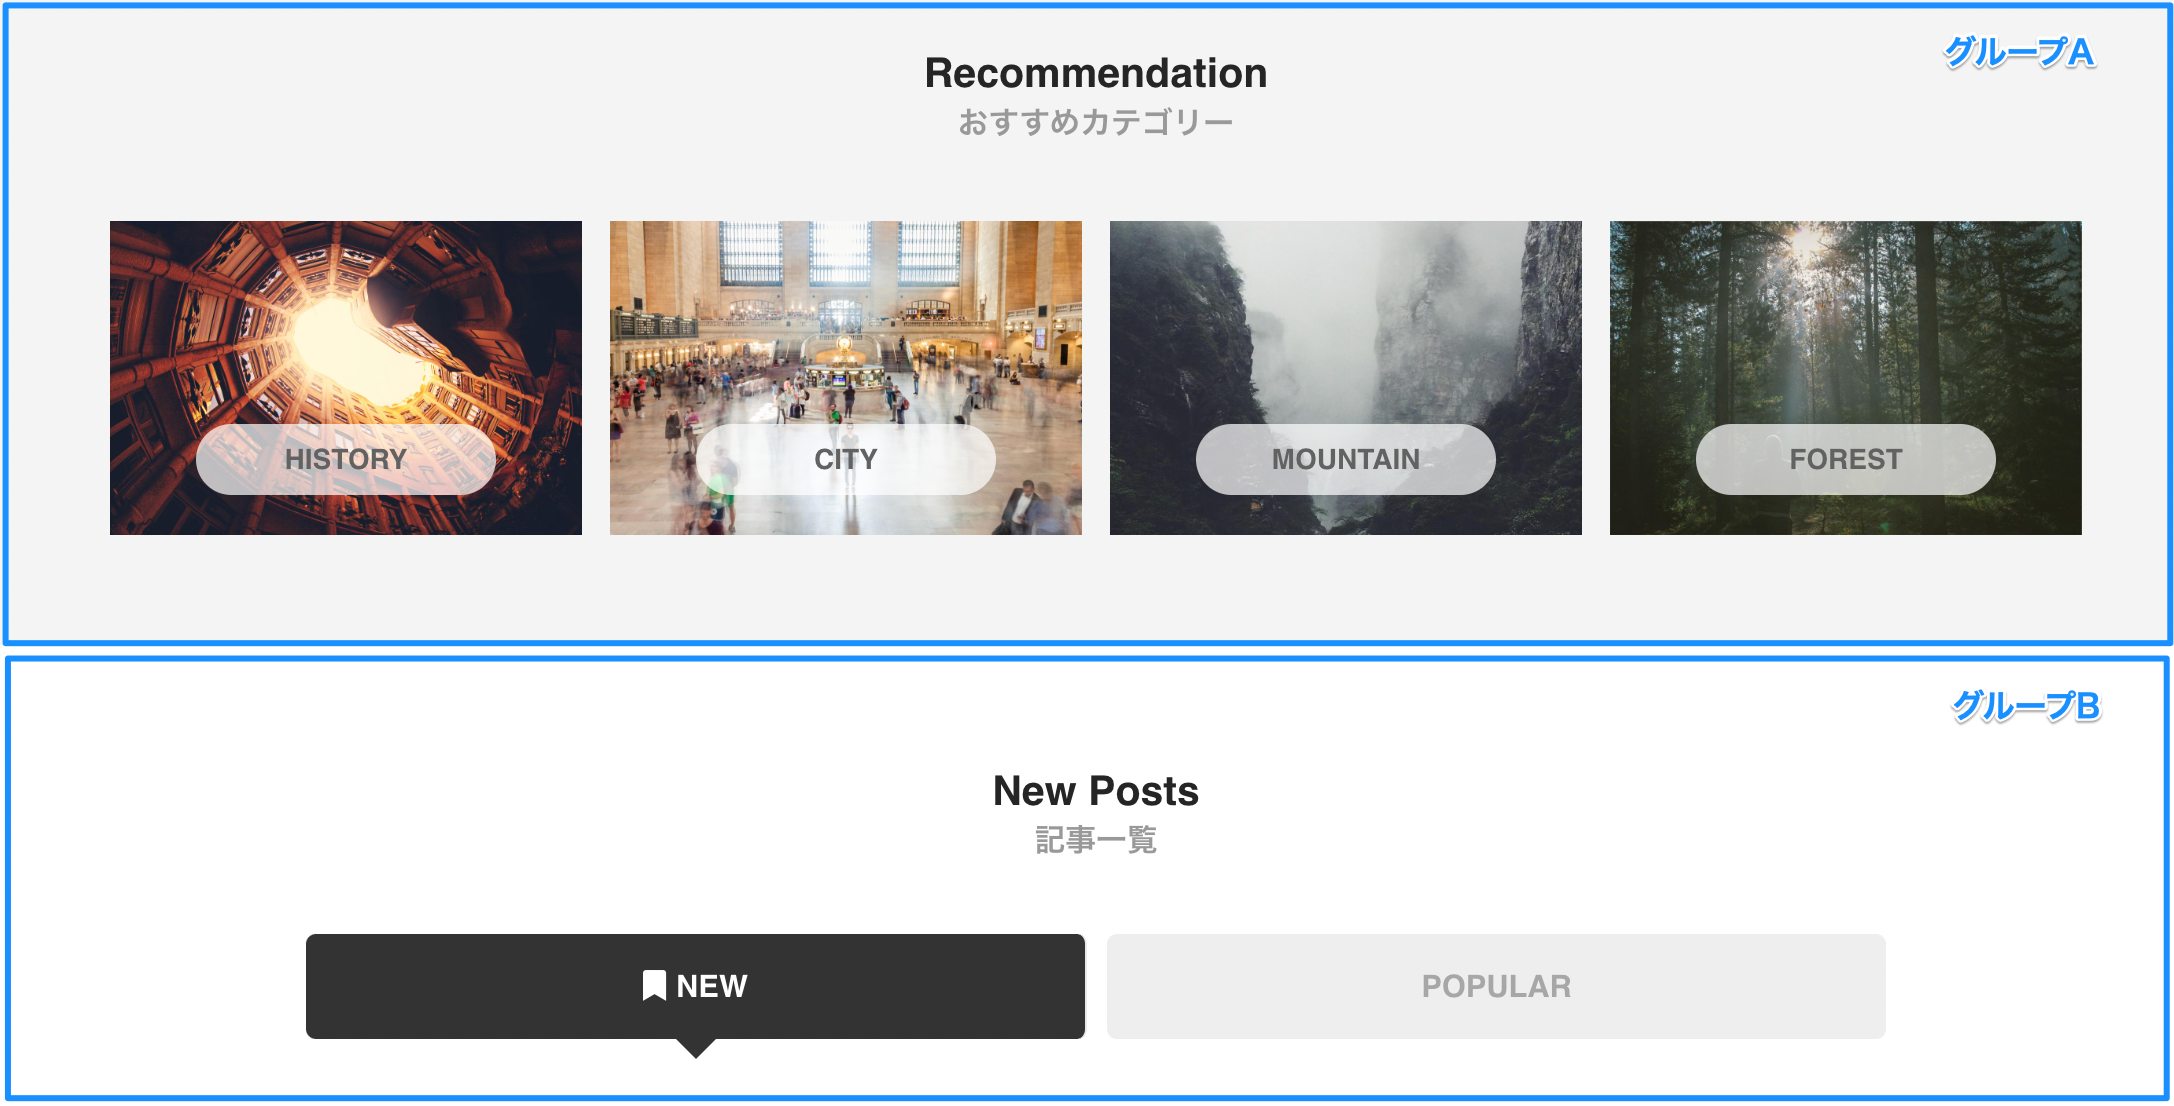 グループA
Recommendation
おすすめカテゴリー
HISTORY
CITY
MOUNTAIN
FOREST
グループB
New Posts
記事一覧
NEW
POPULAR